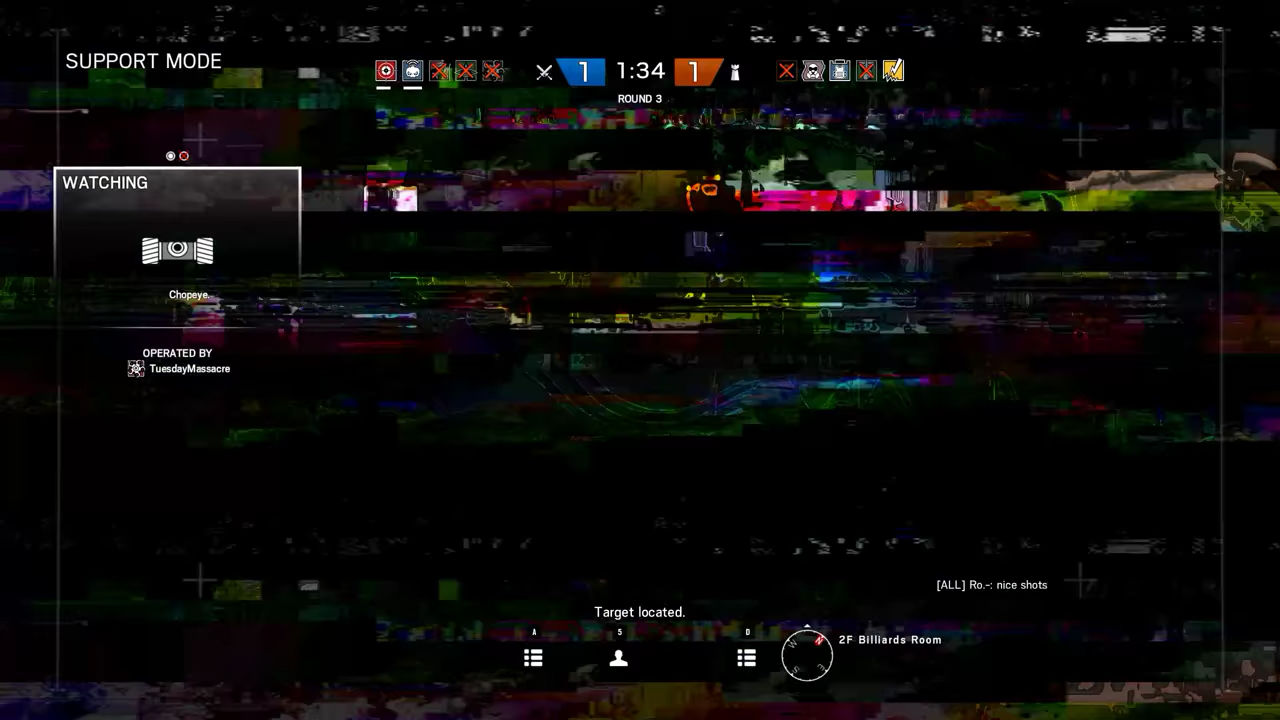 SUPPORT MODE
1 1:34 1
ROUND 3
WATCHING
Chopeye.
OPERATED BY
TuesdayMassacre
[ALL] Ro.-: nice shots
Target located.
A S D
W N S E
2F Billiards Room